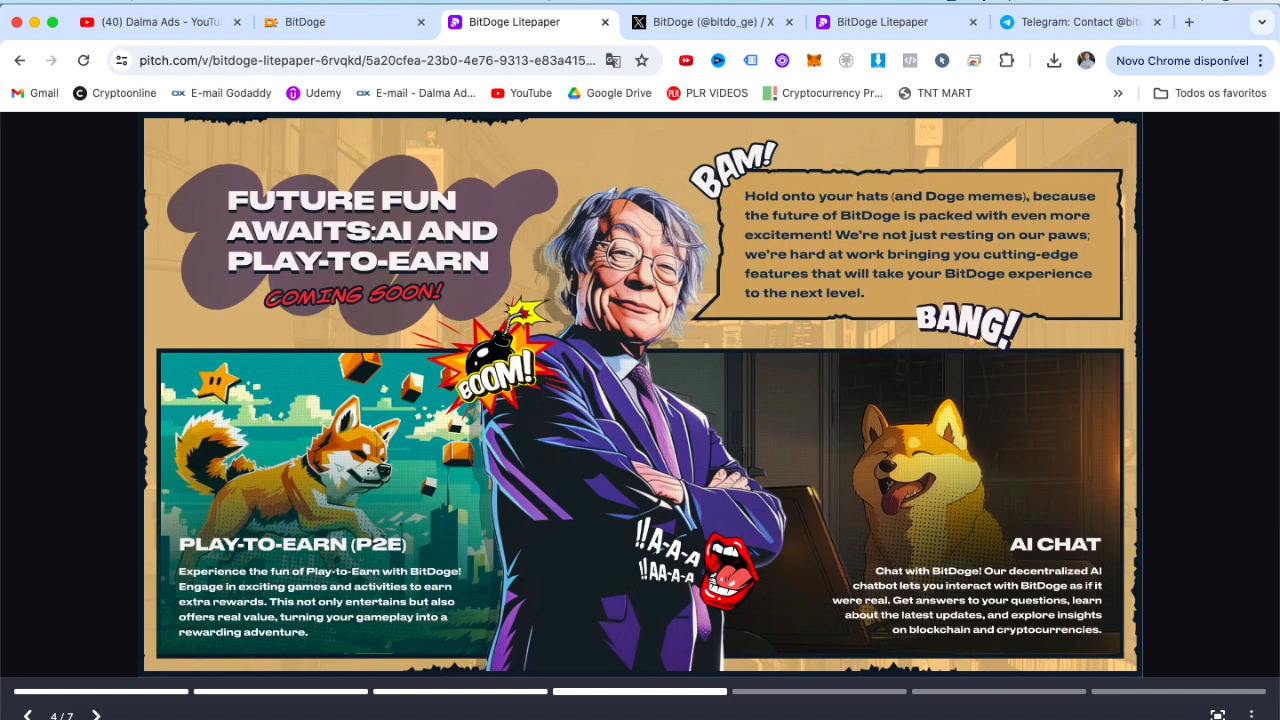 (40) Dalma Ads - YouTu
BitDoge
BitDoge Litepaper
BitDoge (@bitdo_ge) / X
BitDoge Litepaper
Telegram: Contact @bit
pitch.com/v/bitdoge-litepaper-6rvqkd/5a20cfea-23b0-4e76-9313-e83a415...
Novo Chrome disponível
Gmail
Cryptoonline
E-mail Godaddy
Udemy
E-mail - Dalma Ad...
YouTube
Google Drive
PLR VIDEOS
Cryptocurrency Pr...
TNT MART
Todos os favoritos
FUTURE FUN
AWAITS:AI AND
PLAY-TO-EARN
COMING SOON!
BAM!
Hold onto your hats (and Doge memes), because
the future of BitDoge is packed with even more
excitement! We're not just resting on our paws;
we're hard at work bringing you cutting-edge
features that will take your BitDoge experience
to the next level.
BANG!
BOOM!
PLAY-TO-EARN (P2E)
Experience the fun of Play-to-Earn with BitDoge!
Engage in exciting games and activities to earn
extra rewards. This not only entertains but also
offers real value, turning your gameplay into a
rewarding adventure.
!!A-A-A
!!AA-A-A
AI CHAT
Chat with BitDoge! Our decentralized AI
chatbot lets you interact with BitDoge as if it
were real. Get answers to your questions, learn
about the latest updates, and explore insights
on blockchain and cryptocurrencies.
4/7